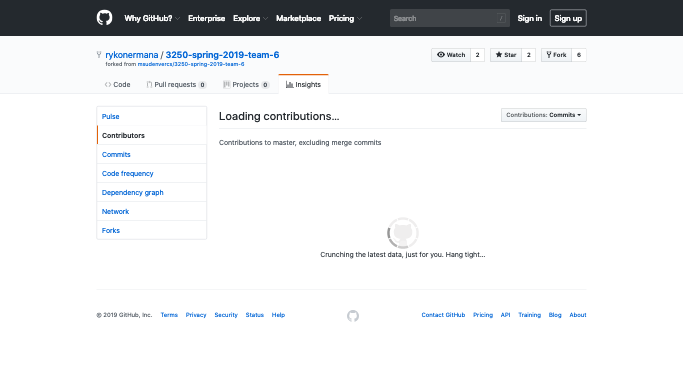 Why GitHub? Enterprise Explore Marketplace Pricing Search / Sign in Sign up
rykonermana / 3250-spring-2019-team-6 Watch 2 Star 2 Fork 6
forked from msudenvercs/3250-spring-2019-team-6
Code Pull requests 0 Projects 0 Insights
Pulse
Contributors
Commits
Code frequency
Dependency graph
Network
Forks
Loading contributions... Contributions: Commits
Contributions to master, excluding merge commits
Crunching the latest data, just for you. Hang tight...
© 2019 GitHub, Inc. Terms Privacy Security Status Help Contact GitHub Pricing API Training Blog About